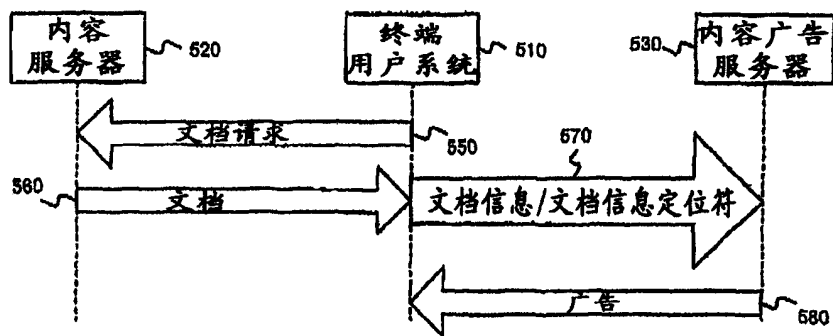 内容
服务器
520
终端
用户系统
510
530
内容广告
服务器
文档请求
550
570
560
文档
文档信息/文档信息定位符
广告
580